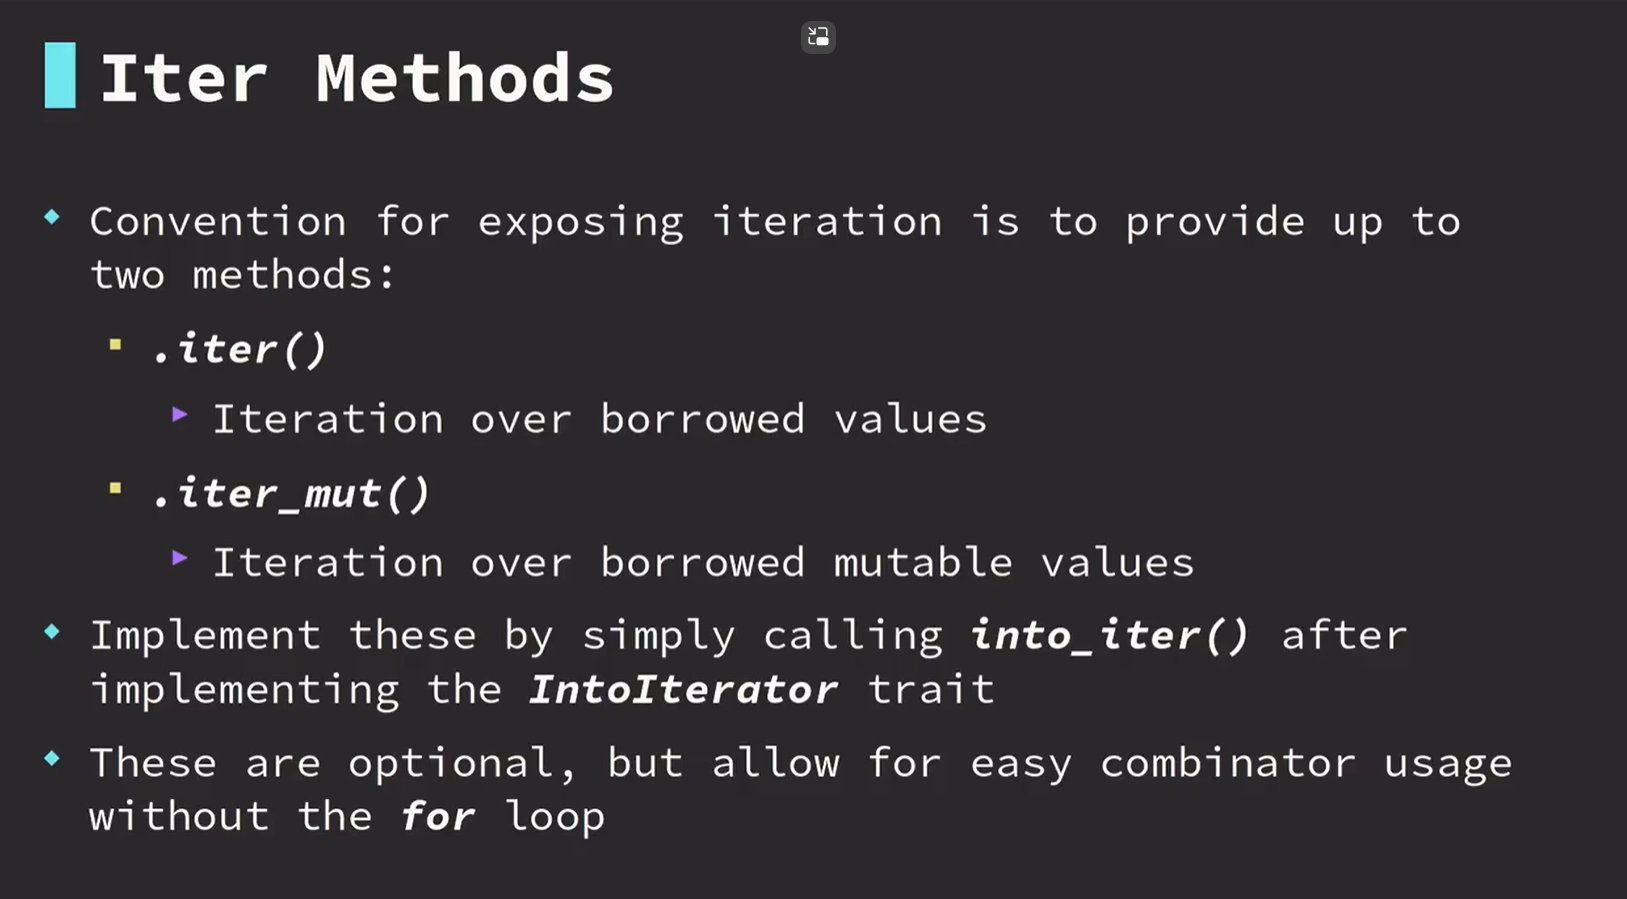 Iter Methods
Convention for exposing iteration is to provide up to
two methods:
.iter()
Iteration over borrowed values
.iter_mut()
Iteration over borrowed mutable values
Implement these by simply calling into_iter() after
implementing the IntoIterator trait
These are optional, but allow for easy combinator usage
without the for loop